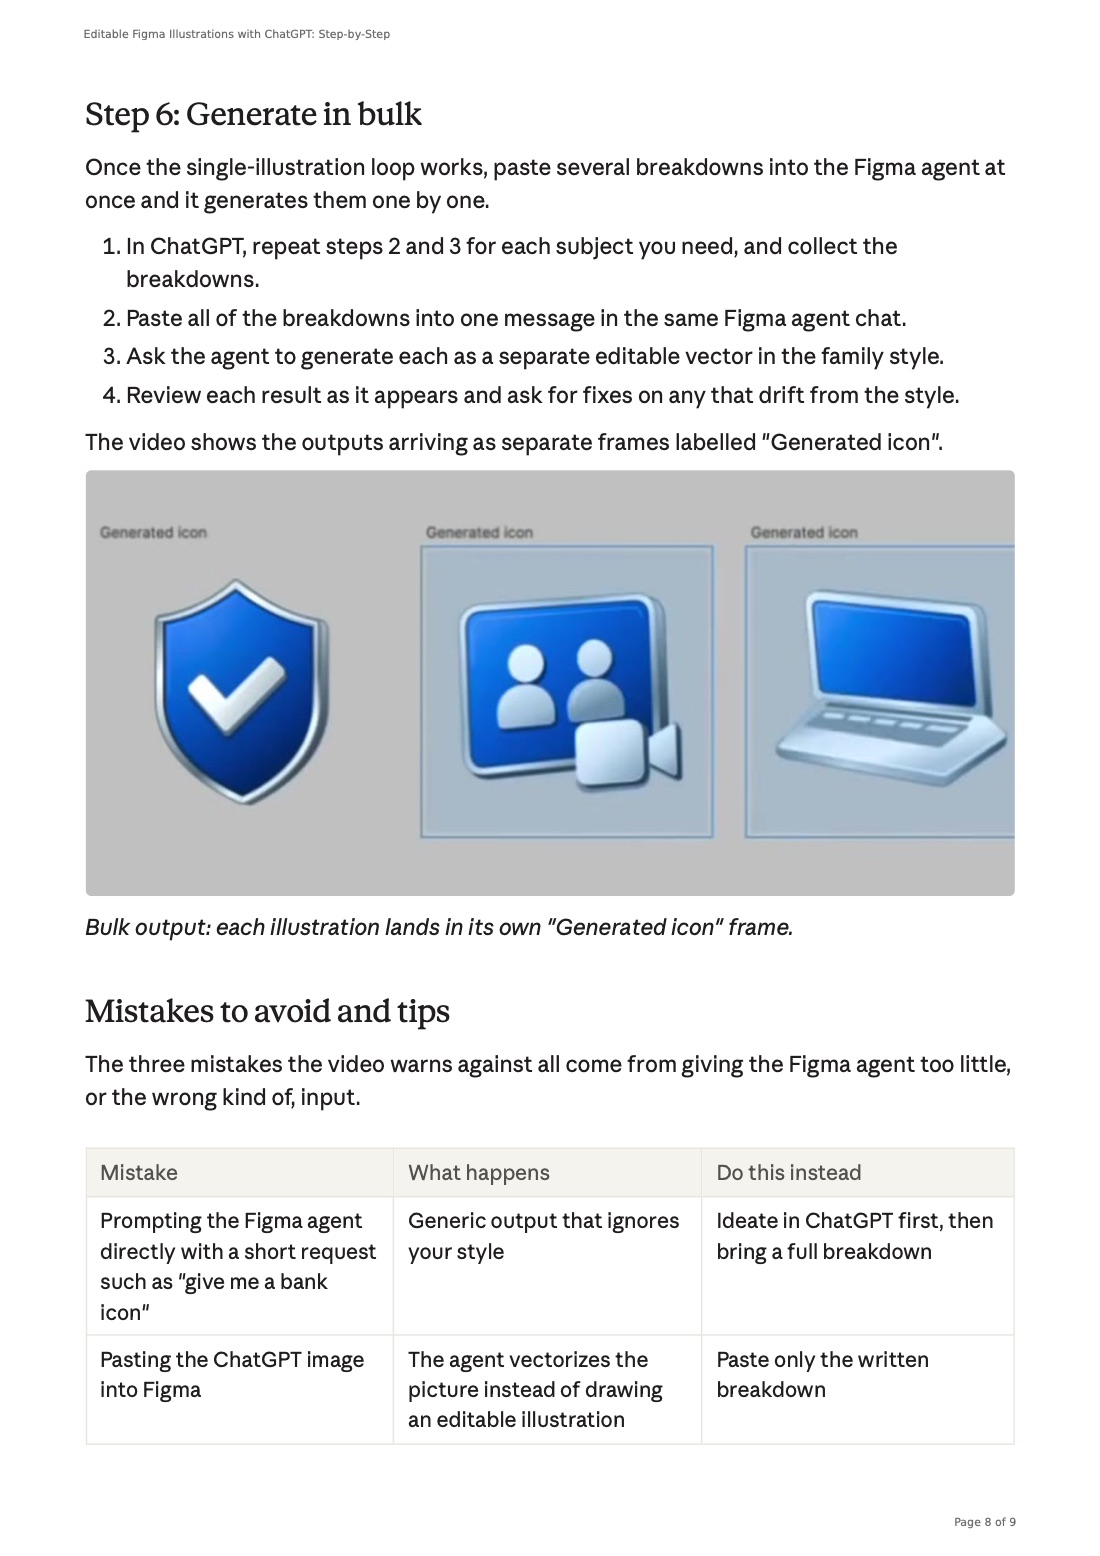 Editable Figma Illustrations with ChatGPT: Step-by-Step
Step 6: Generate in bulk
Once the single-illustration loop works, paste several breakdowns into the Figma agent at
once and it generates them one by one.
1. In ChatGPT, repeat steps 2 and 3 for each subject you need, and collect the
breakdowns.
2. Paste all of the breakdowns into one message in the same Figma agent chat.
3. Ask the agent to generate each as a separate editable vector in the family style.
4. Review each result as it appears and ask for fixes on any that drift from the style.
The video shows the outputs arriving as separate frames labelled "Generated icon".
Generated icon
Generated icon
Generated icon
Bulk output: each illustration lands in its own "Generated icon" frame.
Mistakes to avoid and tips
The three mistakes the video warns against all come from giving the Figma agent too little,
or the wrong kind of, input.
Mistake
What happens
Do this instead
Prompting the Figma agent
directly with a short request
such as "give me a bank
icon"
Generic output that ignores
your style
Ideate in ChatGPT first, then
bring a full breakdown
Pasting the ChatGPT image
into Figma
The agent vectorizes the
picture instead of drawing
an editable illustration
Paste only the written
breakdown
Page 8 of 9